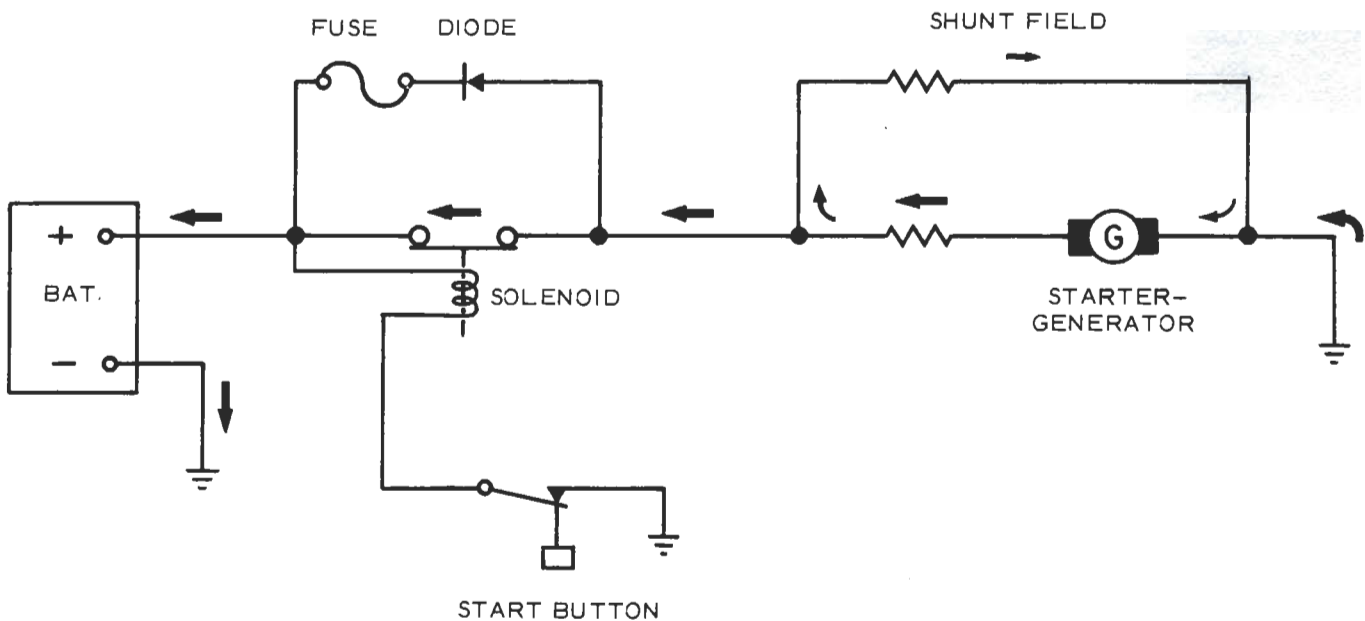 FUSE
DIODE
SHUNT FIELD
+
BAT.
−
SOLENOID
G
STARTER-
GENERATOR
START BUTTON